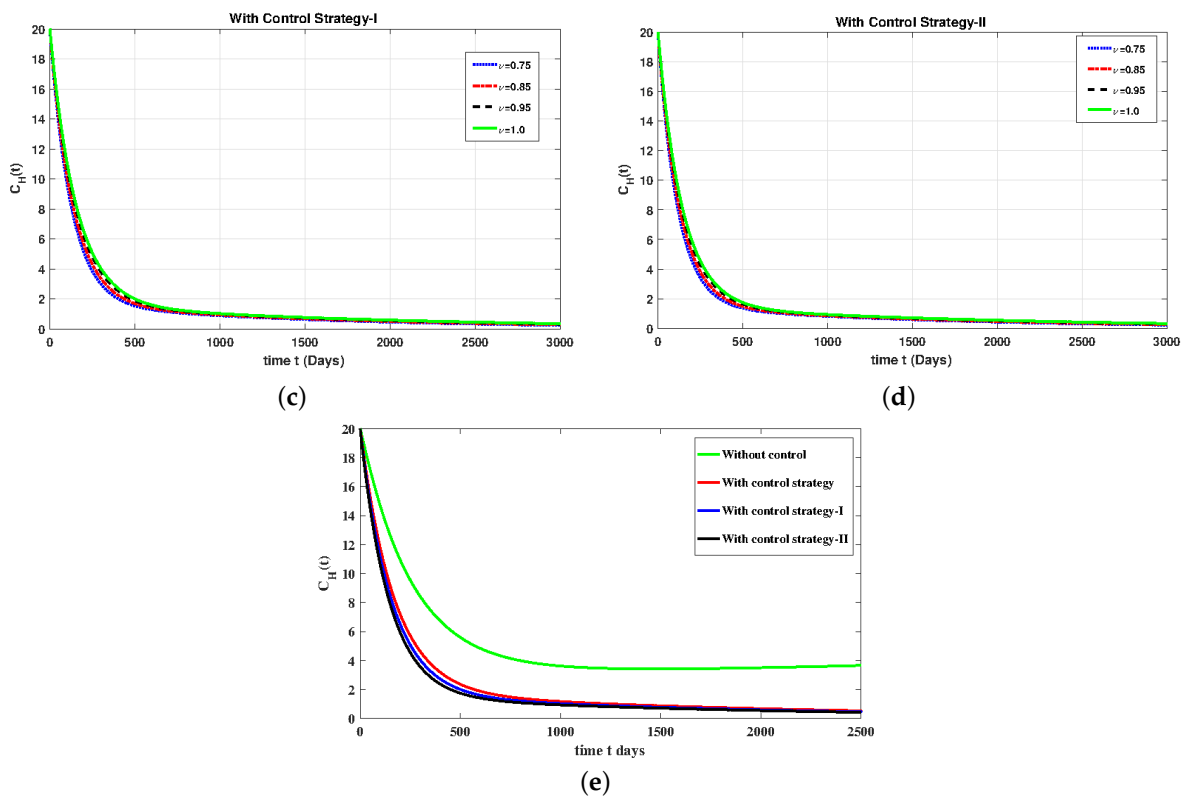 With Control Strategy-I
20
18
16
14
12
10
8
6
4
2
0
C_H(t)
ν=0.75
ν=0.85
ν=0.95
ν=1.0
0 500 1000 1500 2000 2500 3000
time t (Days)
(c)
With Control Strategy-II
20
18
16
14
12
10
8
6
4
2
0
C_H(t)
ν=0.75
ν=0.85
ν=0.95
ν=1.0
0 500 1000 1500 2000 2500 3000
time t (Days)
(d)
20
18
16
14
12
10
8
6
4
2
0
C_H(t)
Without control
With control strategy
With control strategy-I
With control strategy-II
0 500 1000 1500 2000 2500
time t days
(e)